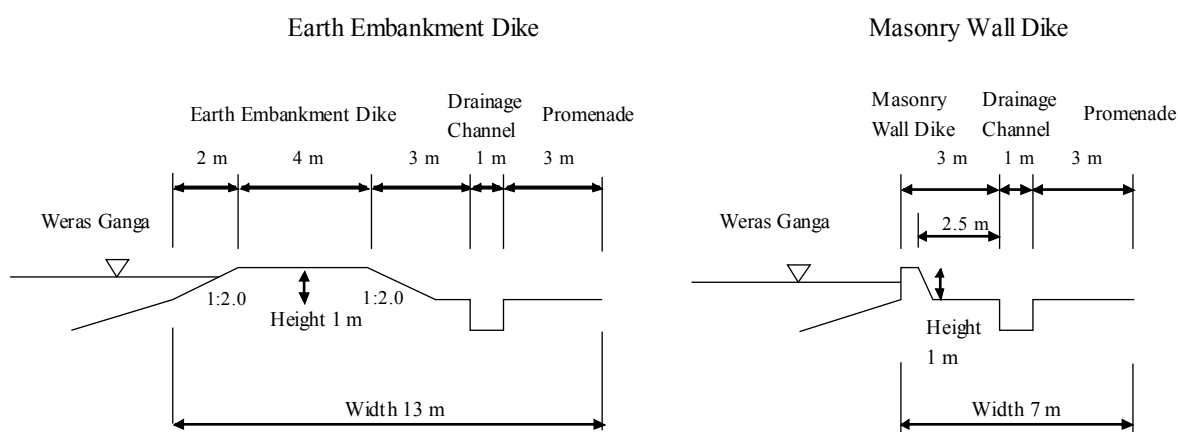 Earth Embankment Dike
Earth Embankment Dike
Drainage
Channel
Promenade
2 m
4 m
3 m
1 m
3 m
Weras Ganga
1:2.0
1:2.0
Height 1 m
Width 13 m
Masonry Wall Dike
Masonry
Wall Dike
Drainage
Channel
Promenade
3 m
1 m
3 m
Weras Ganga
2.5 m
Height
1 m
Width 7 m